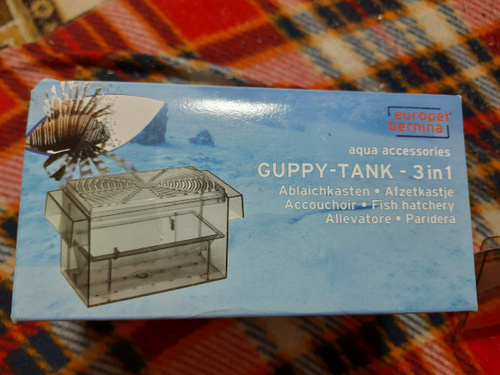 europet
bernina
aqua accessories
GUPPY-TANK - 3in1
Ablaichkasten • Afzetkastje
Accouchoir • Fish hatchery
Allevatore • Paridera